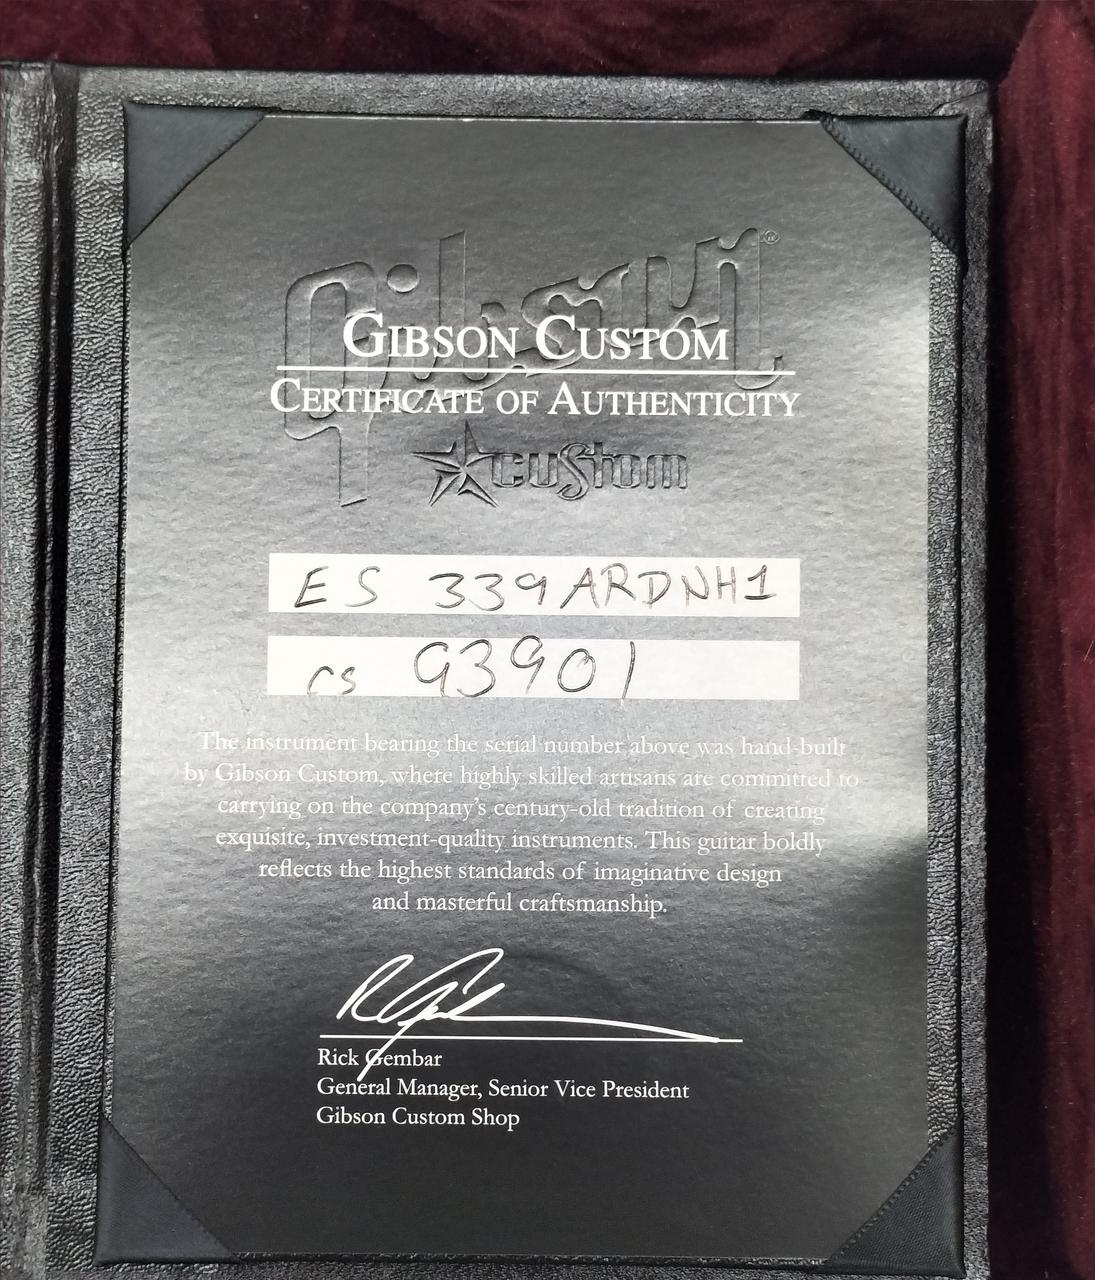 Gibson ®
GIBSON CUSTOM
CERTIFICATE OF AUTHENTICITY
custom
ES 339ARDNH1
CS 93901
The instrument bearing the serial number above was hand-built
by Gibson Custom, where highly skilled artisans are committed to
carrying on the company's century-old tradition of creating
exquisite, investment-quality instruments. This guitar boldly
reflects the highest standards of imaginative design
and masterful craftsmanship.
Rick Gembar
General Manager, Senior Vice President
Gibson Custom Shop